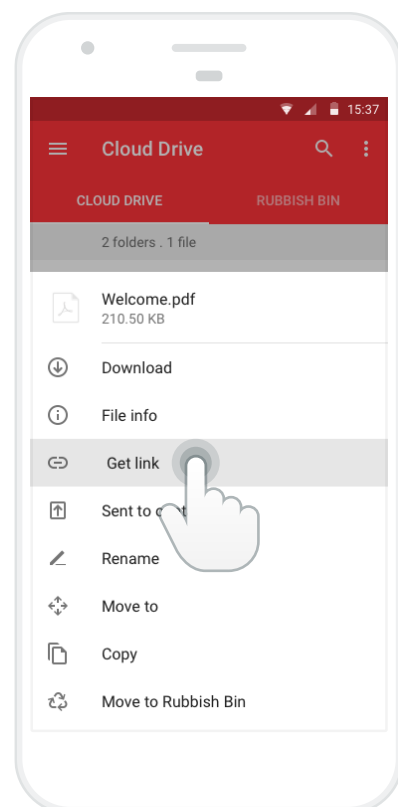 15:37
Cloud Drive
CLOUD DRIVE RUBBISH BIN
2 folders . 1 file
Welcome.pdf
210.50 KB
Download
File info
Get link
Sent to
Rename
Move to
Copy
Move to Rubbish Bin